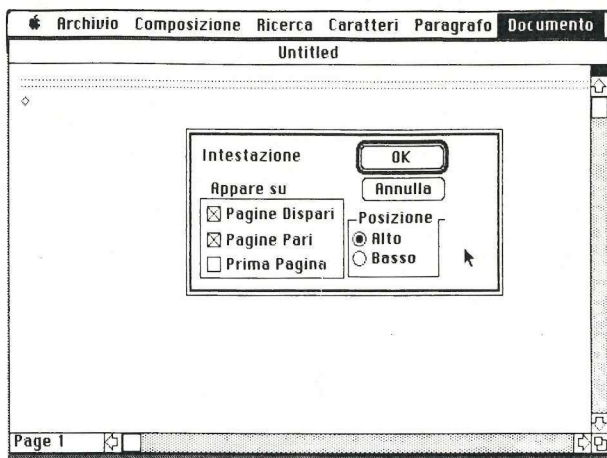 Archivio Composizione Ricerca Caratteri Paragrafo Documento
Untitled
Intestazione
OK
Appare su
Annulla
Pagine Dispari
Pagine Pari
Prima Pagina
Posizione
Alto
Basso
Page 1